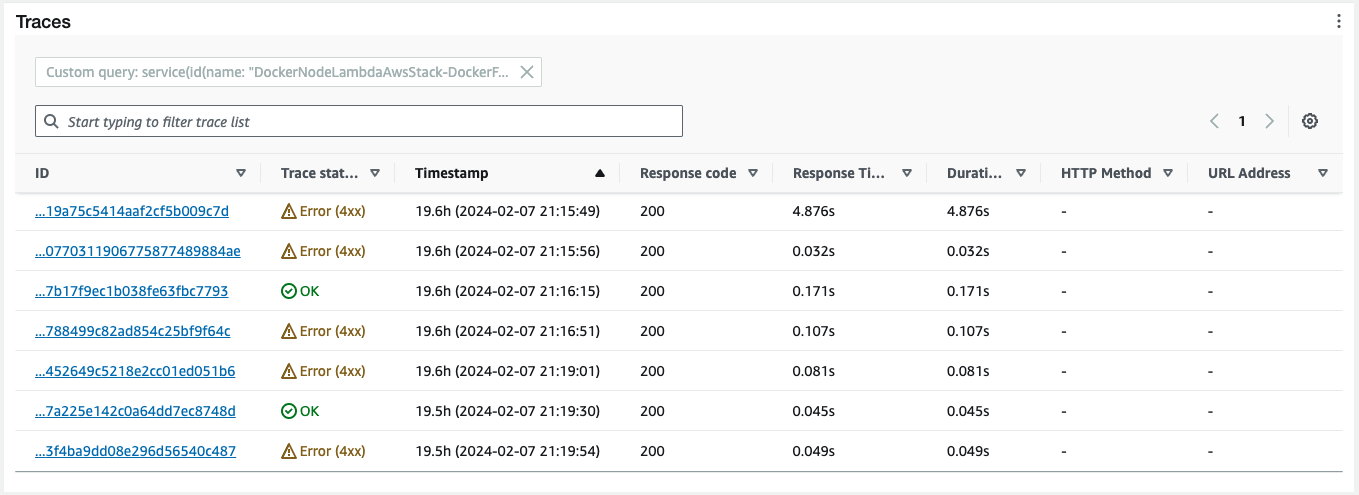 Traces
Custom query: service(id(name: "DockerNodeLambdaAwsStack-DockerF...
Start typing to filter trace list
1
ID Trace stat... Timestamp Response code Response Ti... Durati... HTTP Method URL Address
...19a75c5414aaf2cf5b009c7d Error (4xx) 19.6h (2024-02-07 21:15:49) 200 4.876s 4.876s - -
...0770311906775877489884ae Error (4xx) 19.6h (2024-02-07 21:15:56) 200 0.032s 0.032s - -
...7b17f9ec1b038fe63fbc7793 OK 19.6h (2024-02-07 21:16:15) 200 0.171s 0.171s - -
...788499c82ad854c25bf9f64c Error (4xx) 19.6h (2024-02-07 21:16:51) 200 0.107s 0.107s - -
...452649c5218e2cc01ed051b6 Error (4xx) 19.6h (2024-02-07 21:19:01) 200 0.081s 0.081s - -
...7a225e142c0a64dd7ec8748d OK 19.5h (2024-02-07 21:19:30) 200 0.045s 0.045s - -
...3f4ba9dd08e296d56540c487 Error (4xx) 19.5h (2024-02-07 21:19:54) 200 0.049s 0.049s - -